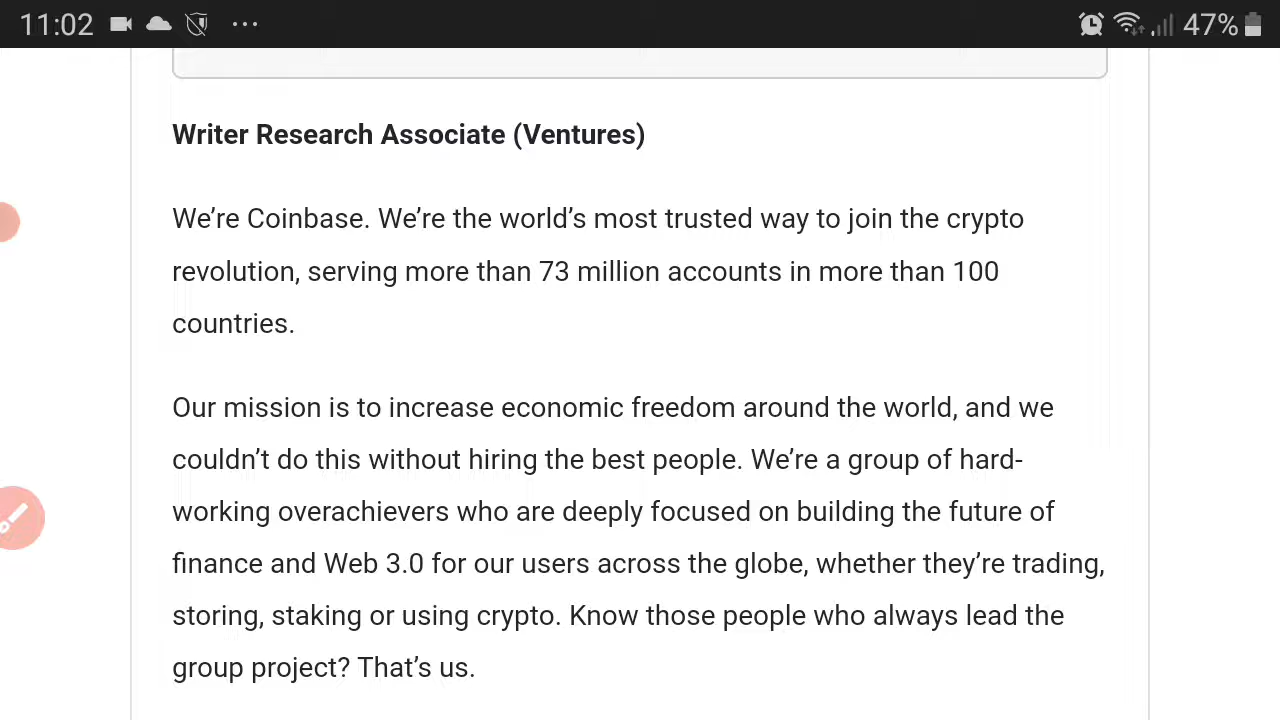 11:02 ... 47%
Writer Research Associate (Ventures)
We’re Coinbase. We’re the world’s most trusted way to join the crypto
revolution, serving more than 73 million accounts in more than 100
countries.
Our mission is to increase economic freedom around the world, and we
couldn’t do this without hiring the best people. We’re a group of hard-
working overachievers who are deeply focused on building the future of
finance and Web 3.0 for our users across the globe, whether they’re trading,
storing, staking or using crypto. Know those people who always lead the
group project? That’s us.